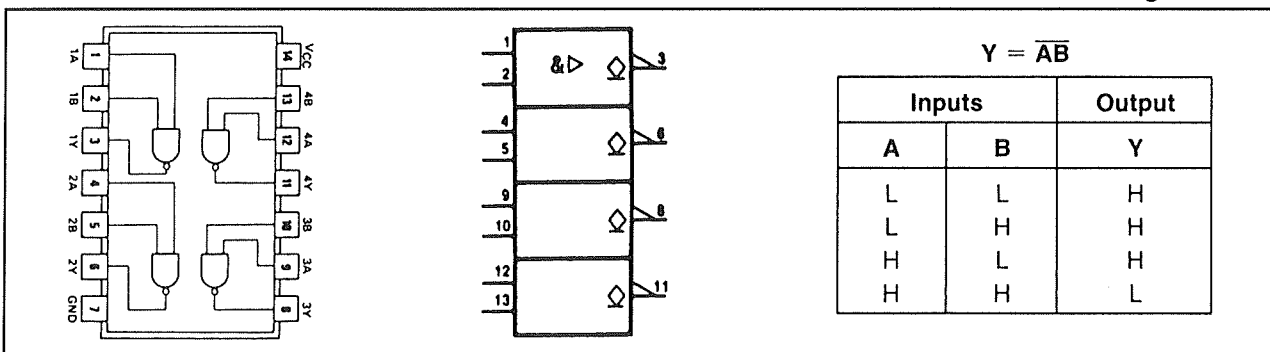 1A 1 14 VCC
1B 2 13 4B
1Y 3 12 4A
2A 4 11 4Y
2B 5 10 3B
2Y 6 9 3A
GND 7 8 3Y
1
2
&▷ ◇ 3
4
5
◇ 6
9
10
◇ 8
12
13
◇ 11
Y = A̅B̅
Inputs Output
A B Y
L L H
L H H
H L H
H H L